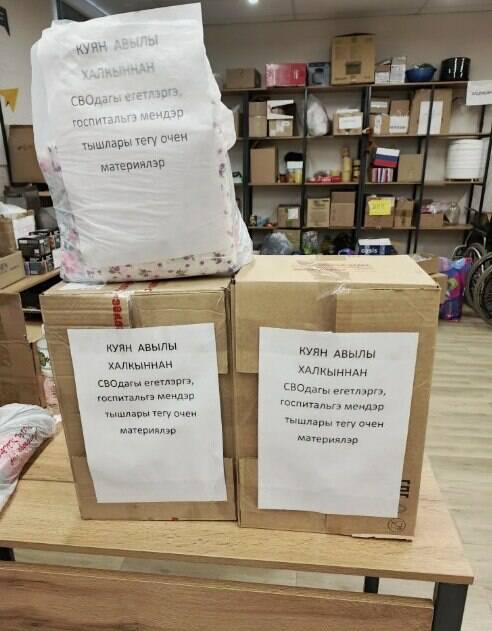 КУЯН АВЫЛЫ
ХАЛКЫННАН
СВОдагы егетлэргэ,
госпитальгэ мендэр
тышлары тегу очен
материялэр
КУЯН АВЫЛЫ
ХАЛКЫННАН
СВОдагы егетлэргэ,
госпитальгэ мендэр
тышлары тегу очен
материялэр
КУЯН АВЫЛЫ
ХАЛКЫННАН
СВОдагы егетлэргэ,
госпитальгэ мендэр
тышлары тегу очен
материялэр